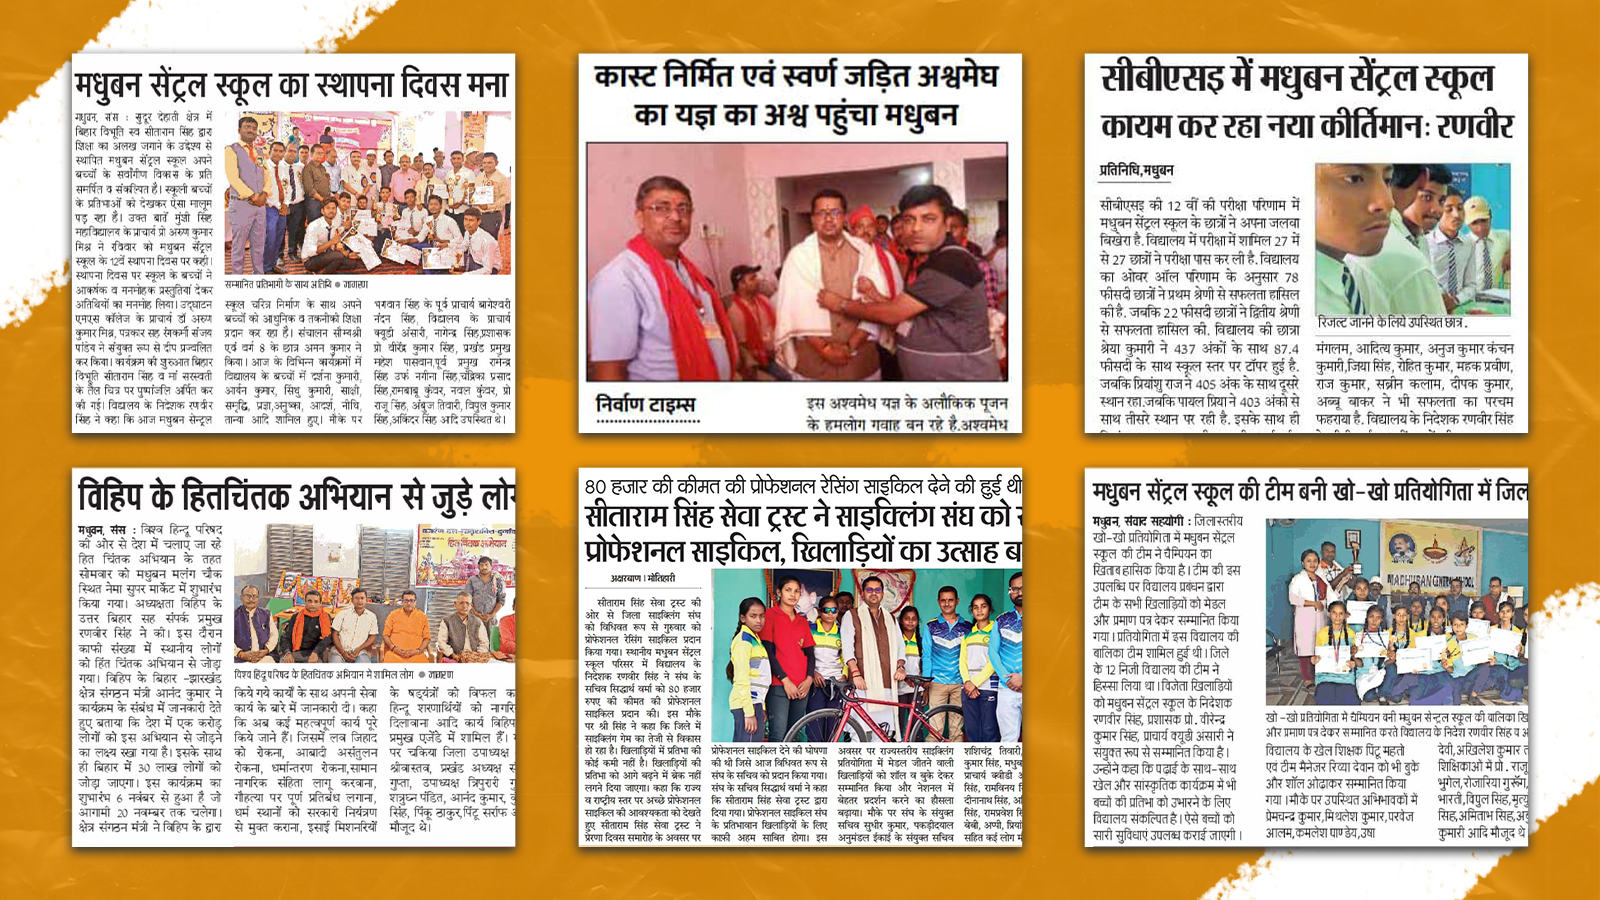 मधुबन सेंट्रल स्कूल का स्थापना दिवस मना
मधुबन, संस : सुदूर देहाती क्षेत्र में
बिहार विभूति स्व सीताराम सिंह द्वारा
शिक्षा का अलख जगाने के उद्देश्य से
स्थापित मधुबन सेंट्रल स्कूल अपने
बच्चों के सर्वांगीण विकास के प्रति
समर्पित व संकल्पित है। स्कूली बच्चों
के प्रतिभाओं को देखकर ऐसा मालूम
पड़ रहा है। उक्त बातें मुंशी सिंह
महाविद्यालय के प्राचार्य प्रो अरुण कुमार
मिश्र ने रविवार को मधुबन सेंट्रल
स्कूल के 12वें स्थापना दिवस पर कही।
स्थापना दिवस पर स्कूल के बच्चों ने
आकर्षक व मनमोहक प्रस्तुतियां देकर
अतिथियों का मनमोह लिया। उद्घाटन
एमएस कॉलेज के प्राचार्य डॉ अरुण
कुमार मिश्र, पत्रकार सह रंगकर्मी संजय
पांडेय ने संयुक्त रूप से दीप प्रज्वलित
कर किया। कार्यक्रम की शुरुआत बिहार
विभूति सीताराम सिंह व मां सरस्वती
के तैल चित्र पर पुष्पांजलि अर्पित कर
की गई। विद्यालय के निदेशक रणवीर
सिंह ने कहा कि आज मधुबन सेन्ट्रल
सम्मानित प्रतिभागी के साथ अतिथि ● जागरण
स्कूल चरित्र निर्माण के साथ अपने
बच्चों को आधुनिक व तकनीकी शिक्षा
प्रदान कर रहा है। संचालन सौम्यश्री
एवं वर्ग 8 के छात्र अमन कुमार ने
किया। आज के विभिन्न कार्यक्रमों में
विद्यालय के बच्चों में दर्शना कुमारी,
आर्यन कुमार, सिंधु कुमारी, साक्षी,
समृद्धि, प्रज्ञा,अनुष्का, आदर्श, नीधि,
तान्या आदि शामिल हुए। मौके पर
भगवान सिंह के पूर्व प्राचार्य बागेश्वरी
नंदन सिंह, विद्यालय के प्राचार्य
क्यूडी अंसारी, नागेन्द्र सिंह,प्रशासक
प्रो वीरेंद्र कुमार सिंह, प्रखंड प्रमुख
महेश पासवान,पूर्व प्रमुख रामेन्द्र
सिंह उर्फ नगीना सिंह,चंद्रिका प्रसाद
सिंह,रामबाबू कुंवर, नवल कुंवर, प्रो
राजू सिंह, अंबुज तिवारी, विपुल कुमार
सिंह,अकिंदर सिंह आदि उपस्थित थे।
कास्ट निर्मित एवं स्वर्ण जड़ित अश्वमेघ
का यज्ञ का अश्व पहुंचा मधुबन
निर्वाण टाइम्स
इस अश्वमेध यज्ञ के अलौकिक पूजन
के हमलोग गवाह बन रहे है.अश्वमेध
सीबीएसइ में मधुबन सेंट्रल स्कूल
कायम कर रहा नया कीर्तिमान: रणवीर
प्रतिनिधि,मधुबन
सीबीएसइ की 12 वीं की परीक्षा परिणाम में
मधुबन सेंट्रल स्कूल के छात्रों ने अपना जलवा
बिखेरा है. विद्यालय में परीक्षा में शामिल 27 में
से 27 छात्रों ने परीक्षा पास कर ली है. विद्यालय
का ओवर ऑल परिणाम के अनुसार 78
फीसदी छात्रों ने प्रथम श्रेणी से सफलता हासिल
की है. जबकि 22 फीसदी छात्रों ने द्वितीय श्रेणी
से सफलता हासिल की. विद्यालय की छात्रा
श्रेया कुमारी ने 437 अंकों के साथ 87.4
फीसदी के साथ स्कूल स्तर पर टॉपर हुई है.
जबकि प्रियांशु राज ने 405 अंक के साथ दूसरे
स्थान रहा.जबकि पायल प्रिया ने 403 अंको से
साथ तीसरे स्थान पर रही है. इसके साथ ही
रिजल्ट जानने के लिये उपस्थित छात्र.
मंगलम, आदित्य कुमार, अनुज कुमार कंचन
कुमारी,जिया सिंह, रोहित कुमार, महक प्रवीण,
राज कुमार, सब्रीन कलाम, दीपक कुमार,
अब्बू बाकर ने भी सफलता का परचम
फहराया है. विद्यालय के निदेशक रणवीर सिंह
विहिप के हितचिंतक अभियान से जुड़े लो
मधुबन, संस : विश्व हिन्दू परिषद
की ओर से देश में चलाए जा रहे
हित चिंतक अभियान के तहत
सोमवार को मधुबन मलंग चौक
स्थित नेमा सुपर मार्केट में शुभारंभ
किया गया। अध्यक्षता विहिप के
उत्तर बिहार सह संपर्क प्रमुख
रणवीर सिंह ने की। इस दौरान
काफी संख्या में स्थानीय लोगों
को हित चिंतक अभियान से जोड़ा
गया। विहिप के बिहार -झारखंड
क्षेत्र संगठन मंत्री आनंद कुमार ने
कार्यक्रम के संबंध में जानकारी देते
हुए बताया कि देश में एक करोड़
लोगों को इस अभियान से जोड़ने
का लक्ष्य रखा गया है। इसके साथ
ही बिहार में 30 लाख लोगों को
जोड़ा जाएगा। इस कार्यक्रम का
शुभारंभ 6 नवंबर से हुआ है जो
आगामी 20 नवम्बर तक चलेगा।
क्षेत्र संगठन मंत्री ने विहिप के द्वारा
हितचिंतक अभियान
विश्व हिंदू परिषद के हितचिंतक अभियान में शामिल लोग ● जागरण
किये गये कार्यों के साथ अपनी सेवा
कार्य के बारे में जानकारी दी। कहा
कि अब कई महत्वपूर्ण कार्य पूरे
किये जाने हैं। जिसमें लव जिहाद
को रोकना, आबादी असंतुलन
रोकना, धर्मान्तरण रोकना,समान
नागरिक संहिता लागू करवाना,
गौहत्या पर पूर्ण प्रतिबंध लगाना,
धर्म स्थानों को सरकारी नियंत्रण
से मुक्त कराना, इसाई मिशनरियों
के षड्यंत्रों को विफल क
हिन्दू शरणार्थियों को नागरि
दिलावाना आदि कार्य विहिप
प्रमुख एजेंडे में शामिल हैं।
पर चकिया जिला उपाध्यक्ष
श्रीवास्तव, प्रखंड अध्यक्ष
गुप्ता, उपाध्यक्ष त्रिपुरारी
शत्रुघ्न पंडित, आनंद कुमार,
सिंह, पिंकू ठाकुर,पिंटू सर्राफ
मौजूद थे।
80 हजार की कीमत की प्रोफेशनल रेसिंग साइकिल देने की हुई थी
सीताराम सिंह सेवा ट्रस्ट ने साइक्लिंग संघ को
प्रोफेशनल साइकिल, खिलाड़ियों का उत्साह ब
अक्षरबाण । मोतिहारी
सीताराम सिंह सेवा ट्रस्ट की
ओर से जिला साइकलिंग संघ
को विधिवत रूप से गुरुवार को
प्रोफेशनल रेसिंग साइकिल प्रदान
किया गया। स्थानीय मधुबन सेंट्रल
स्कूल परिसर में विद्यालय के
निदेशक रणवीर सिंह ने संघ के
सचिव सिद्धार्थ वर्मा को 80 हजार
रुपए की कीमत की प्रोफेशनल
साइकिल प्रदान की। इस मौके
पर श्री सिंह ने कहा कि जिले में
साइकलिंग गेम का तेजी से विकास
हो रहा है। खिलाड़ियों में प्रतिभा की
कोई कमी नहीं है। खिलाड़ियों की
प्रतिभा को आगे बढ़ने में ब्रेक नहीं
लगने दिया जाएगा। कहा कि राज्य
व राष्ट्रीय स्तर पर अच्छे प्रोफेशनल
साइकिल की आवश्यकता को देखते
हुए सीताराम सिंह सेवा ट्रस्ट ने
प्रेरणा दिवस समारोह के अवसर पर
प्रोफेशनल साइकिल देने की घोषणा
की थी जिसे आज विधिवत रूप से
संघ के सचिव को प्रदान किया गया।
संघ के सचिव सिद्धार्थ वर्मा ने कहा
कि सीताराम सिंह सेवा ट्रस्ट द्वारा
दिया गया। प्रोफेशनल साइकिल संघ
के प्रतिभावान खिलाड़ियों के लिए
काफी अहम साबित होगा। इस
अवसर पर राज्यस्तरीय साइक्लिंग
प्रतियोगिता में मेडल जीतने वाली
खिलाड़ियों को शॉल व बुके देकर
सम्मानित किया और नेशनल में
बेहतर प्रदर्शन करने का हौसला
बढ़ाया। मौके पर संघ के संयुक्त
सचिव सुधीर कुमार, पकड़ीदयाल
अनुमंडल ईकाई के संयुक्त सचिव
शशिचंद्र तिवारी,
कुमार सिंह, मधुब
प्राचार्य क्वीडी
सिंह, रामविनय
दीनानाथ सिंह,
सिंह, रामप्रवेश
बेबी, अप्पी,
सहित कई लोग
मधुबन सेंट्रल स्कूल की टीम बनी खो-खो प्रतियोगिता में जिल
मधुबन, संवाद सहयोगी : जिलास्तरीय
खो-खो प्रतियोगिता में मधुबन सेंट्रल
स्कूल की टीम ने चैम्पियन का
खिताब हासिक किया है। टीम की इस
उपलब्धि पर विद्यालय प्रबंधन द्वारा
टीम के सभी खिलाड़ियों को मेडल
और प्रमाण पत्र देकर सम्मानित किया
गया । प्रतियोगिता में इस विद्यालय की
बालिका टीम शामिल हुई थी। जिले
के 12 निजी विद्यालय की टीम ने
हिस्सा लिया था। विजेता खिलाड़ियों
को मधुबन सेंट्रल स्कूल के निदेशक
रणवीर सिंह, प्रशासक प्रो. वीरेन्द्र
कुमार सिंह, प्राचार्य क्यूडी अंसारी ने
संयुक्त रूप से सम्मानित किया है।
उन्होंने कहा कि पढ़ाई के साथ-साथ
खेल और सांस्कृतिक कार्यक्रम में भी
बच्चों की प्रतिभा को उभारने के लिए
विद्यालय संकल्पित है। ऐसे बच्चों को
सारी सुविधाएं उपलब्ध कराई जाएगी।
MADHUBAN CENTRAL SCHOOL
खो -खो प्रतियोगिता में चैम्पियन बनी मधुबन सेन्ट्रल स्कूल की बालिका खि
और प्रमाण पत्र देकर सम्मानित करते विद्यालय के निदेशक रणवीर सिंह व अ
विद्यालय के खेल शिक्षक पिंटू महतो
एवं टीम मैनेजर रिव्या देवान को भी बुके
और शॉल ओढाकर सम्मानित किया
गया ।मौके पर उपस्थित अभिभावकों में
प्रेमचन्द्र कुमार,मिथलेश कुमार,परवेज
आलम,कमलेश पाण्डेय,उषा
देवी,अखिलेश कुमार
शिक्षिकाओं में प्रो. राजू
भुगेल, रोजारिया गुरूंग,
भारती,विपुल सिंह,मृत्यु
सिंह,अमिताभ सिंह,
कुमारी आदि मौजूद थे